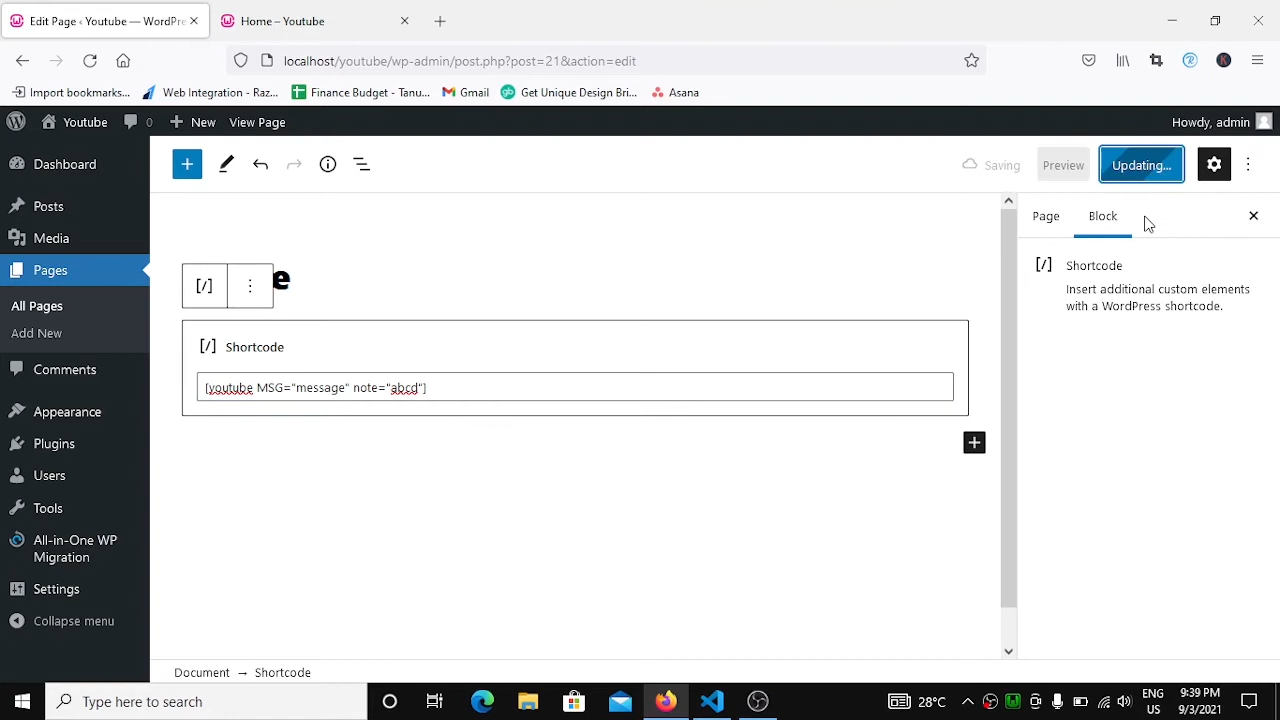 Edit Page ‹ Youtube — WordPre
Home – Youtube
localhost/youtube/wp-admin/post.php?post=21&action=edit
Import bookmarks...
Web Integration - Raz...
Finance Budget - Tanu...
Gmail
Get Unique Design Bri...
Asana
Youtube
0
New
View Page
Howdy, admin
Dashboard
Posts
Media
Pages
All Pages
Add New
Comments
Appearance
Plugins
Users
Tools
All-in-One WP
Migration
Settings
Collapse menu
Saving
Preview
Updating...
Page
Block
[/]
Shortcode
Insert additional custom elements
with a WordPress shortcode.
[/]
e
[/] Shortcode
[youtube MSG="message" note="abcd"]
Document → Shortcode
Type here to search
28°C
ENG
US
9:39 PM
9/3/2021